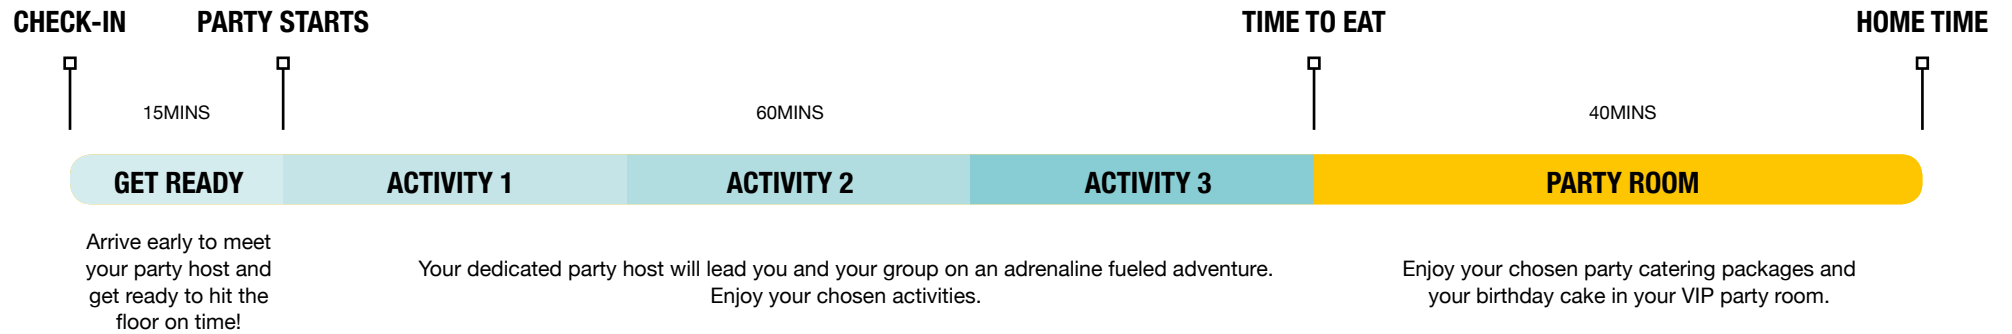 CHECK-IN
PARTY STARTS
TIME TO EAT
HOME TIME
15MINS
60MINS
40MINS
GET READY
ACTIVITY 1
ACTIVITY 2
ACTIVITY 3
PARTY ROOM
Arrive early to meet
your party host and
get ready to hit the
floor on time!
Your dedicated party host will lead you and your group on an adrenaline fueled adventure.
Enjoy your chosen activities.
Enjoy your chosen party catering packages and
your birthday cake in your VIP party room.